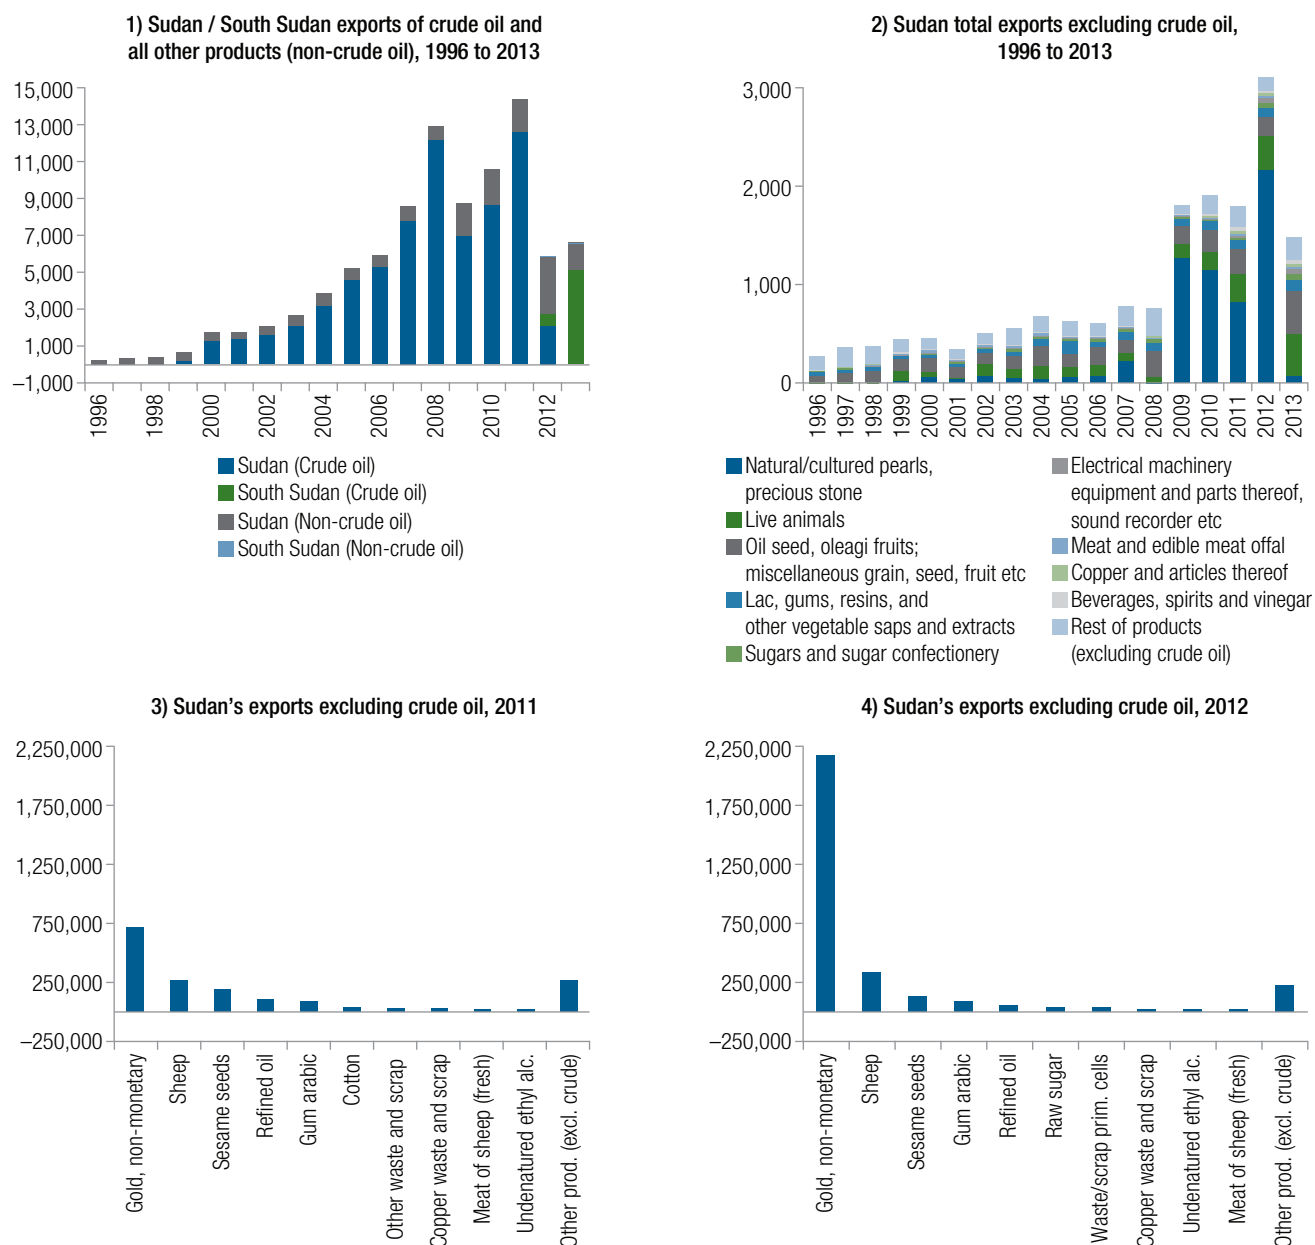 1) Sudan / South Sudan exports of crude oil and
all other products (non-crude oil), 1996 to 2013
15,000
13,000
11,000
9,000
7,000
5,000
3,000
1,000
–1,000
1996
1998
2000
2002
2004
2006
2008
2010
2012
Sudan (Crude oil)
South Sudan (Crude oil)
Sudan (Non-crude oil)
South Sudan (Non-crude oil)
2) Sudan total exports excluding crude oil,
1996 to 2013
3,000
2,000
1,000
0
1996
1997
1998
1999
2000
2001
2002
2003
2004
2005
2006
2007
2008
2009
2010
2011
2012
2013
Natural/cultured pearls,
precious stone
Live animals
Oil seed, oleagi fruits;
miscellaneous grain, seed, fruit etc
Lac, gums, resins, and
other vegetable saps and extracts
Sugars and sugar confectionery
Electrical machinery
equipment and parts thereof,
sound recorder etc
Meat and edible meat offal
Copper and articles thereof
Beverages, spirits and vinegar
Rest of products
(excluding crude oil)
3) Sudan's exports excluding crude oil, 2011
2,250,000
1,750,000
1,250,000
750,000
250,000
–250,000
Gold, non-monetary
Sheep
Sesame seeds
Refined oil
Gum arabic
Cotton
Other waste and scrap
Copper waste and scrap
Meat of sheep (fresh)
Undenatured ethyl alc.
Other prod. (excl. crude)
4) Sudan's exports excluding crude oil, 2012
2,250,000
1,750,000
1,250,000
750,000
250,000
–250,000
Gold, non-monetary
Sheep
Sesame seeds
Gum arabic
Refined oil
Raw sugar
Waste/scrap prim. cells
Copper waste and scrap
Undenatured ethyl alc.
Meat of sheep (fresh)
Other prod. (excl. crude)